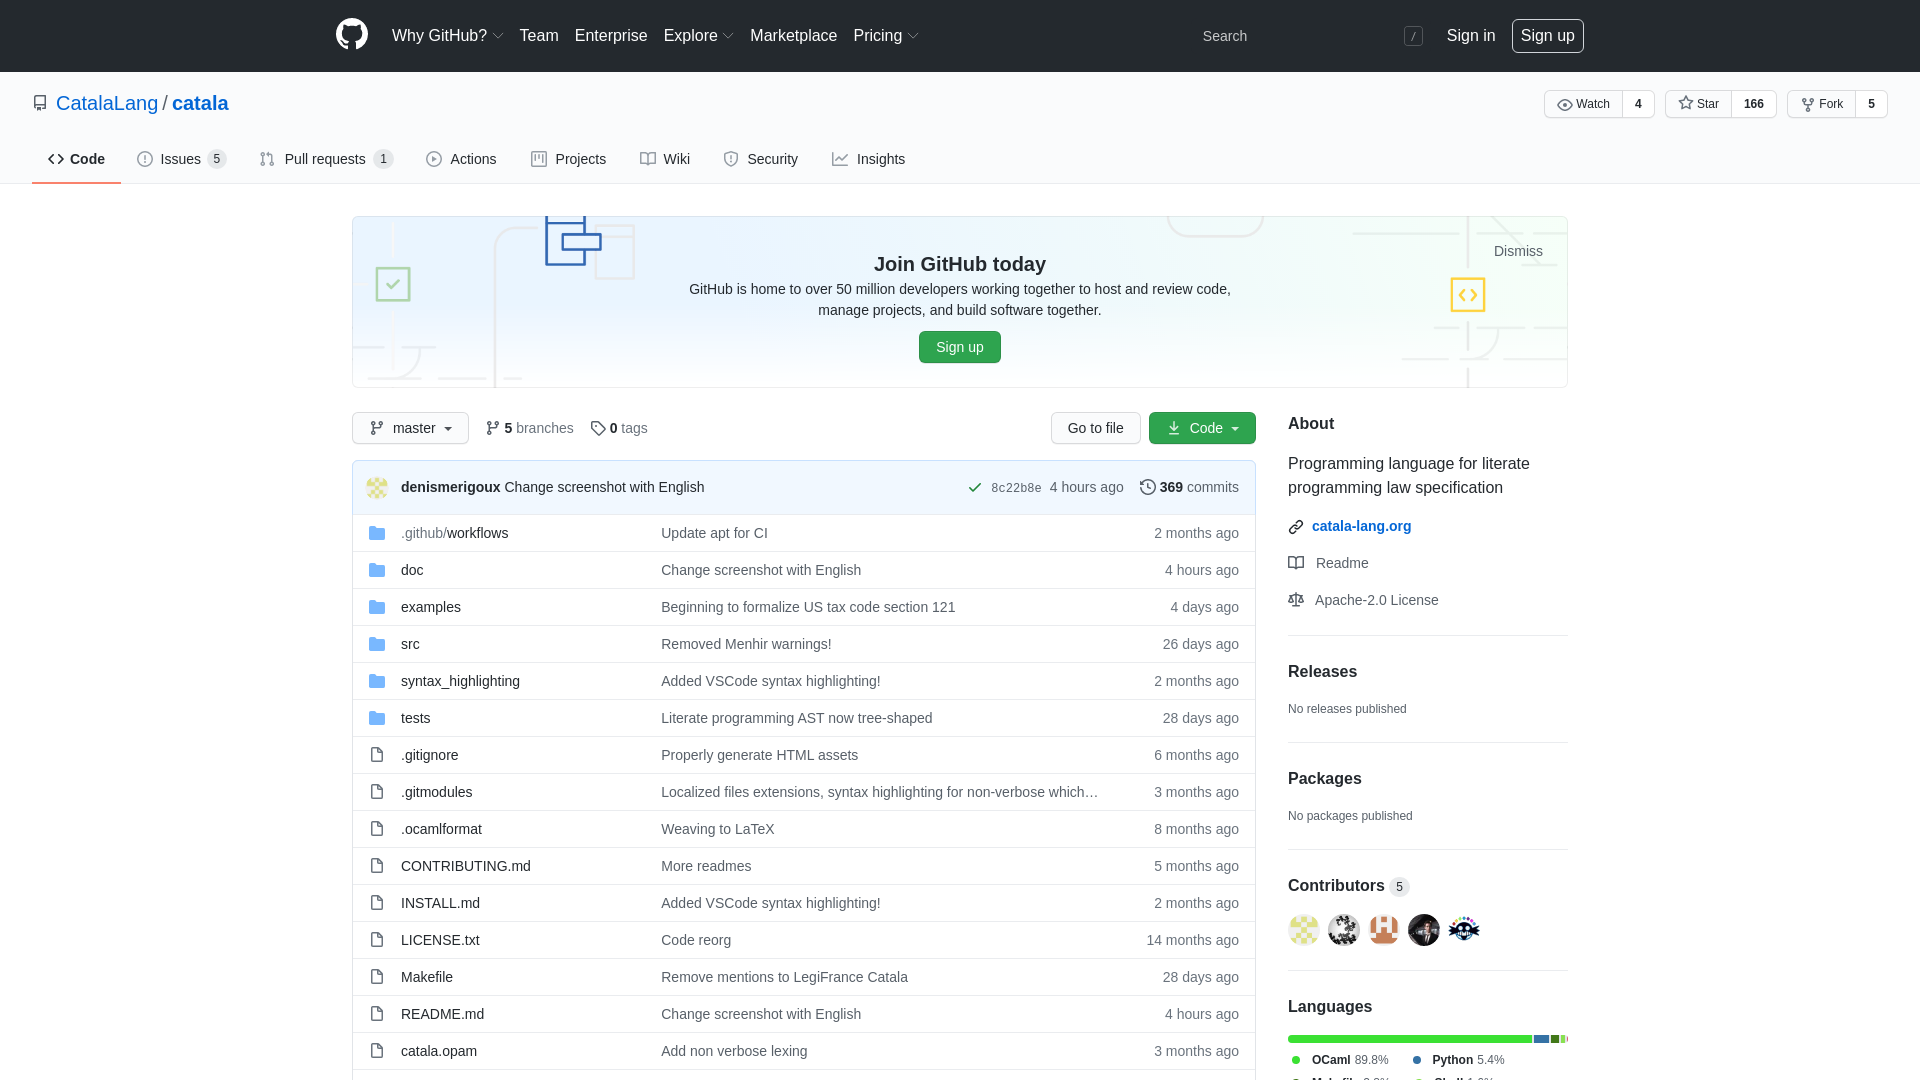 Why GitHub? Team Enterprise Explore Marketplace Pricing Search / Sign in Sign up
CatalaLang / catala Watch 4 Star 166 Fork 5
Code Issues 5 Pull requests 1 Actions Projects Wiki Security Insights
Dismiss
Join GitHub today
GitHub is home to over 50 million developers working together to host and review code,
manage projects, and build software together.
Sign up
master 5 branches 0 tags Go to file Code
denismerigoux Change screenshot with English 8c22b8e 4 hours ago 369 commits
.github/workflows Update apt for CI 2 months ago
doc Change screenshot with English 4 hours ago
examples Beginning to formalize US tax code section 121 4 days ago
src Removed Menhir warnings! 26 days ago
syntax_highlighting Added VSCode syntax highlighting! 2 months ago
tests Literate programming AST now tree-shaped 28 days ago
.gitignore Properly generate HTML assets 6 months ago
.gitmodules Localized files extensions, syntax highlighting for non-verbose which… 3 months ago
.ocamlformat Weaving to LaTeX 8 months ago
CONTRIBUTING.md More readmes 5 months ago
INSTALL.md Added VSCode syntax highlighting! 2 months ago
LICENSE.txt Code reorg 14 months ago
Makefile Remove mentions to LegiFrance Catala 28 days ago
README.md Change screenshot with English 4 hours ago
catala.opam Add non verbose lexing 3 months ago
About
Programming language for literate
programming law specification
catala-lang.org
Readme
Apache-2.0 License
Releases
No releases published
Packages
No packages published
Contributors 5
Languages
OCaml 89.8% Python 5.4%